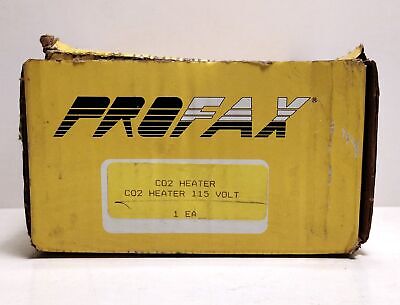 PROFAX®
CO2 HEATER
CO2 HEATER 115 VOLT
1 EA